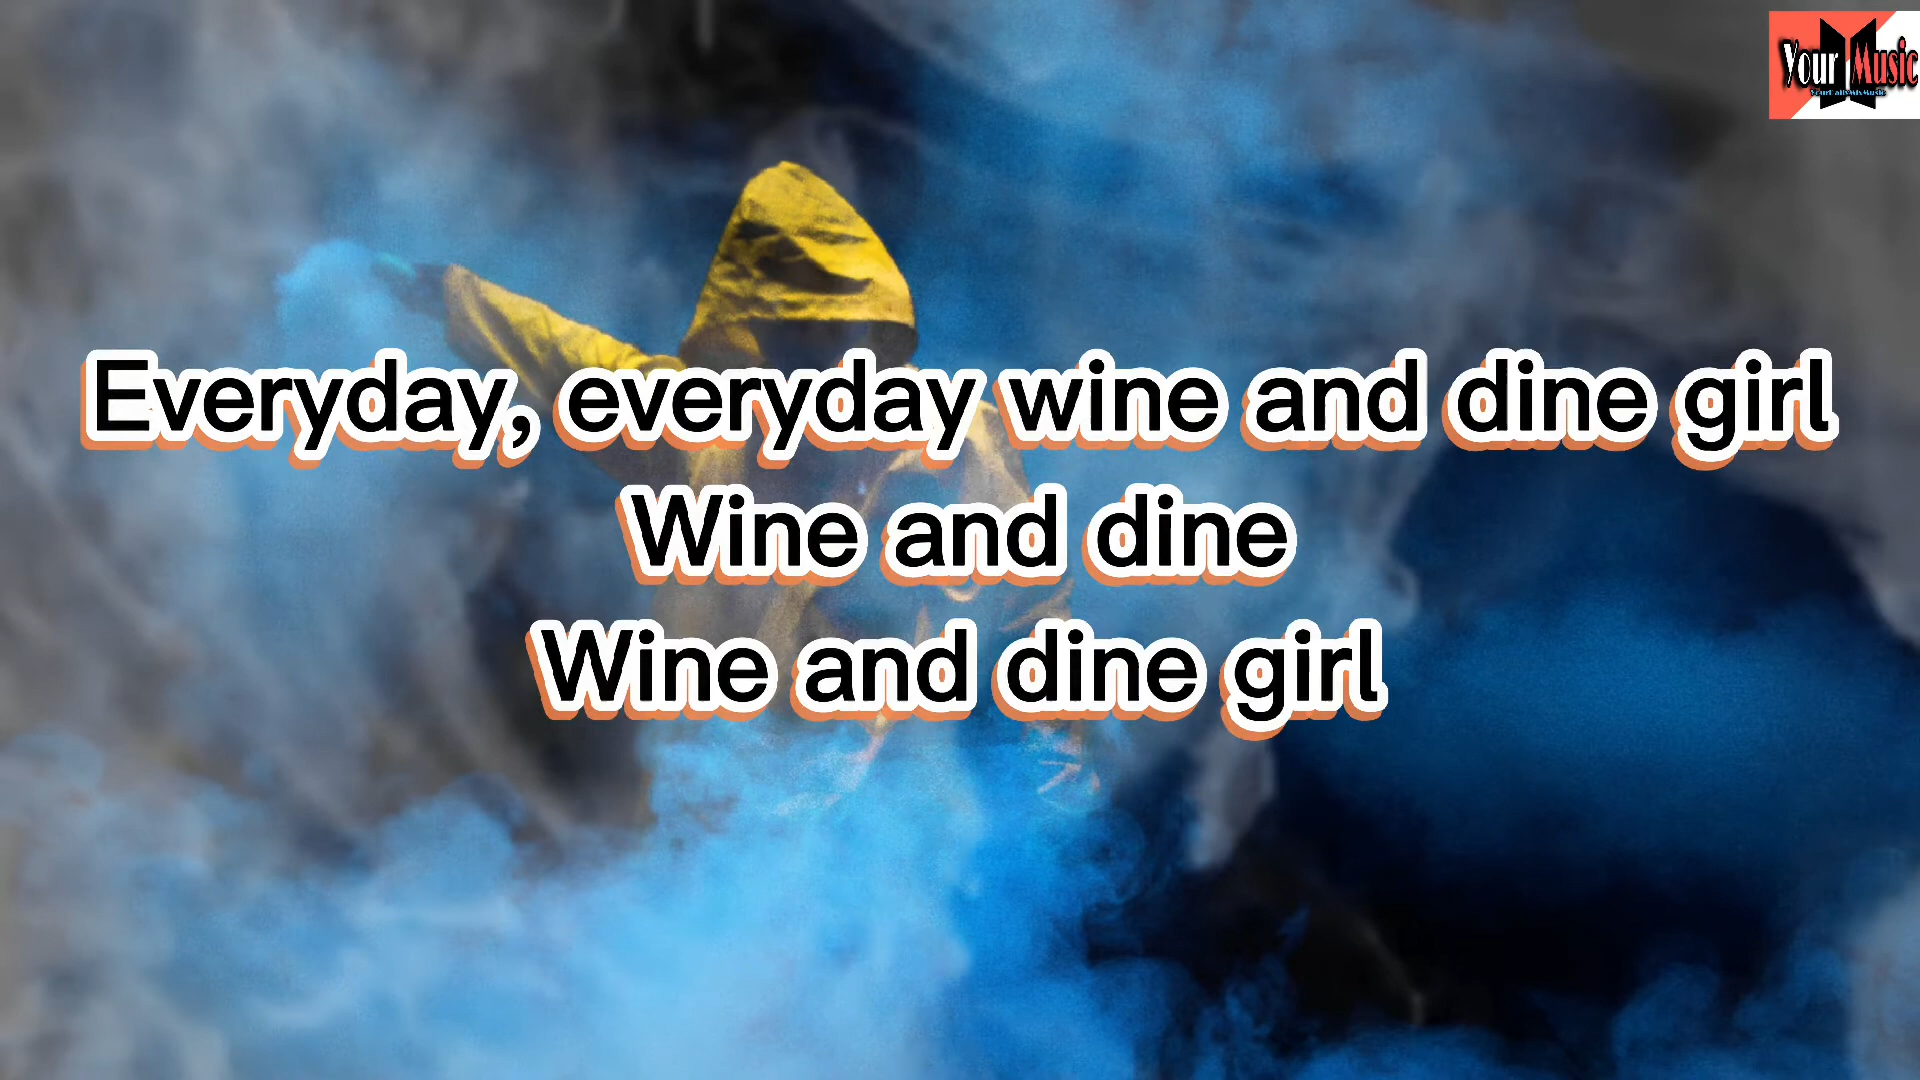 Your Music
Everyday, everyday wine and dine girl
Wine and dine
Wine and dine girl